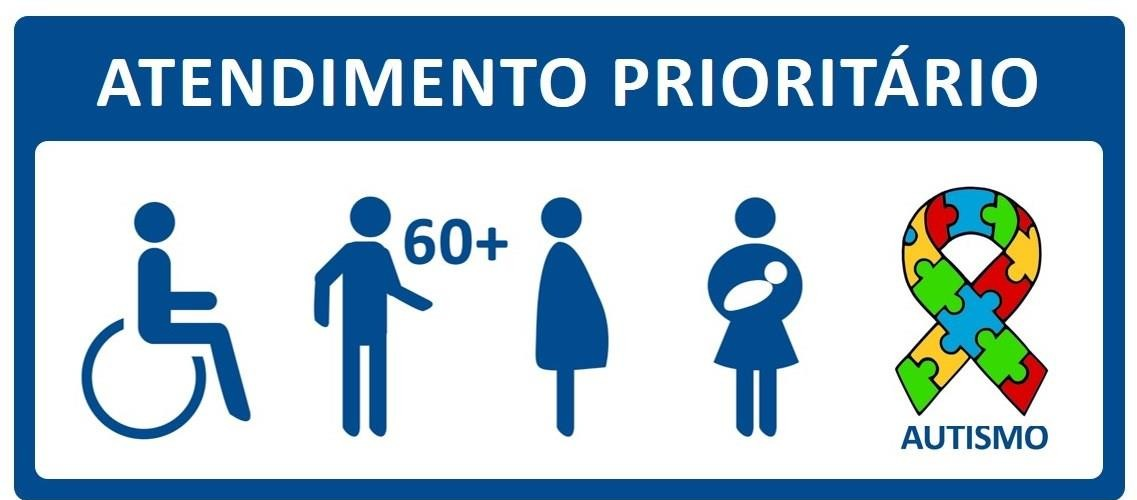 ATENDIMENTO PRIORITÁRIO
60+
AUTISMO